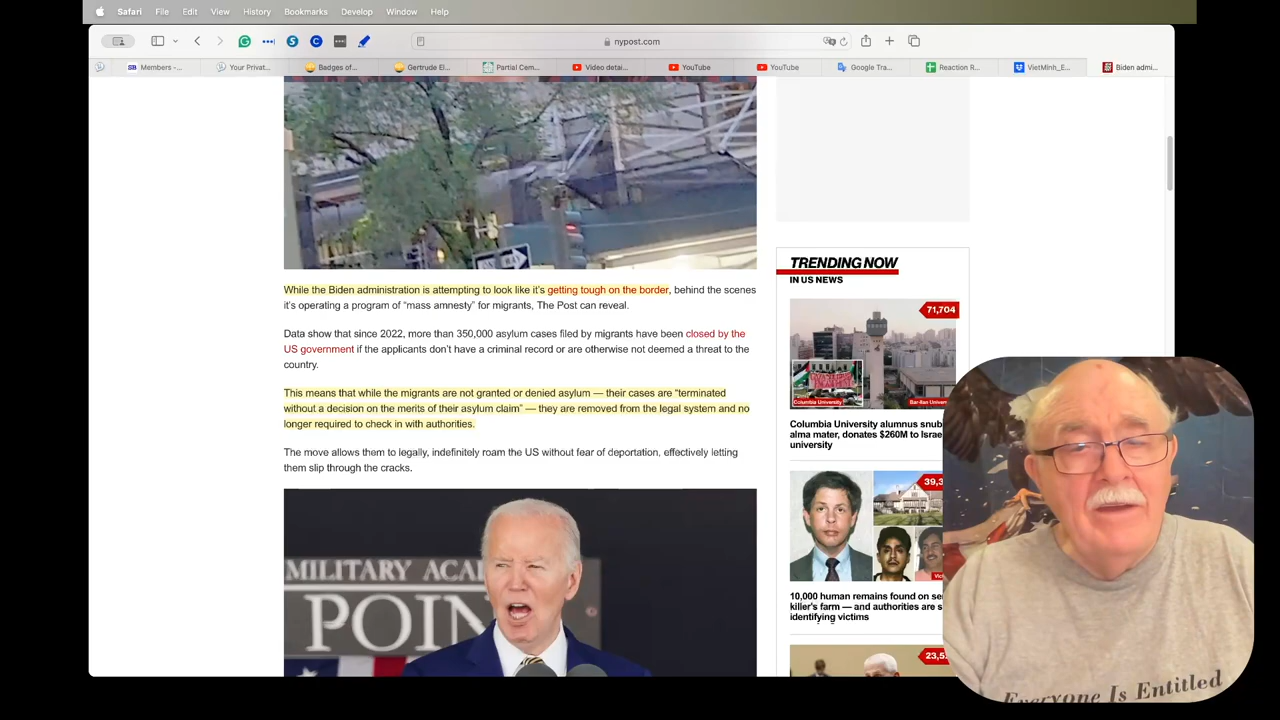 Safari File Edit View History Bookmarks Develop Window Help
nypost.com
Members -... Your Privat... Badges of... Gertrude El... Partial Cem... Video detai... YouTube YouTube Google Tra... Reaction R... VietMinh_E... Biden admi...
While the Biden administration is attempting to look like it's getting tough on the border, behind the scenes
it's operating a program of “mass amnesty” for migrants, The Post can reveal.
Data show that since 2022, more than 350,000 asylum cases filed by migrants have been closed by the
US government if the applicants don't have a criminal record or are otherwise not deemed a threat to the
country.
This means that while the migrants are not granted or denied asylum — their cases are “terminated
without a decision on the merits of their asylum claim” — they are removed from the legal system and no
longer required to check in with authorities.
The move allows them to legally, indefinitely roam the US without fear of deportation, effectively letting
them slip through the cracks.
MILITARY ACA
POIN
TRENDING NOW
IN US NEWS
71,704
Columbia University
Bar-Ilan University
Columbia University alumnus snub
alma mater, donates $260M to Israe
university
39,3
10,000 human remains found on se
killer's farm — and authorities are s
identifying victims
23,5
Everyone Is Entitled